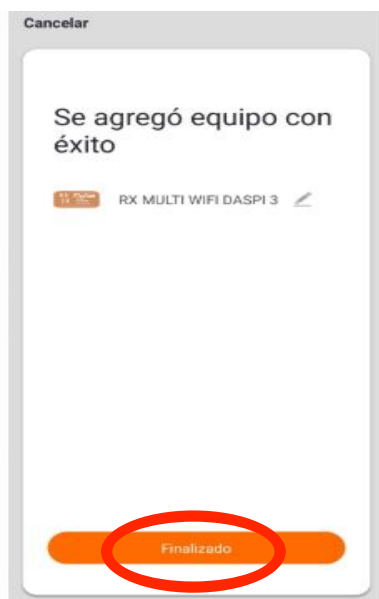 Cancelar
Se agregó equipo con
éxito
RX MULTI WIFI DASPI 3
Finalizado